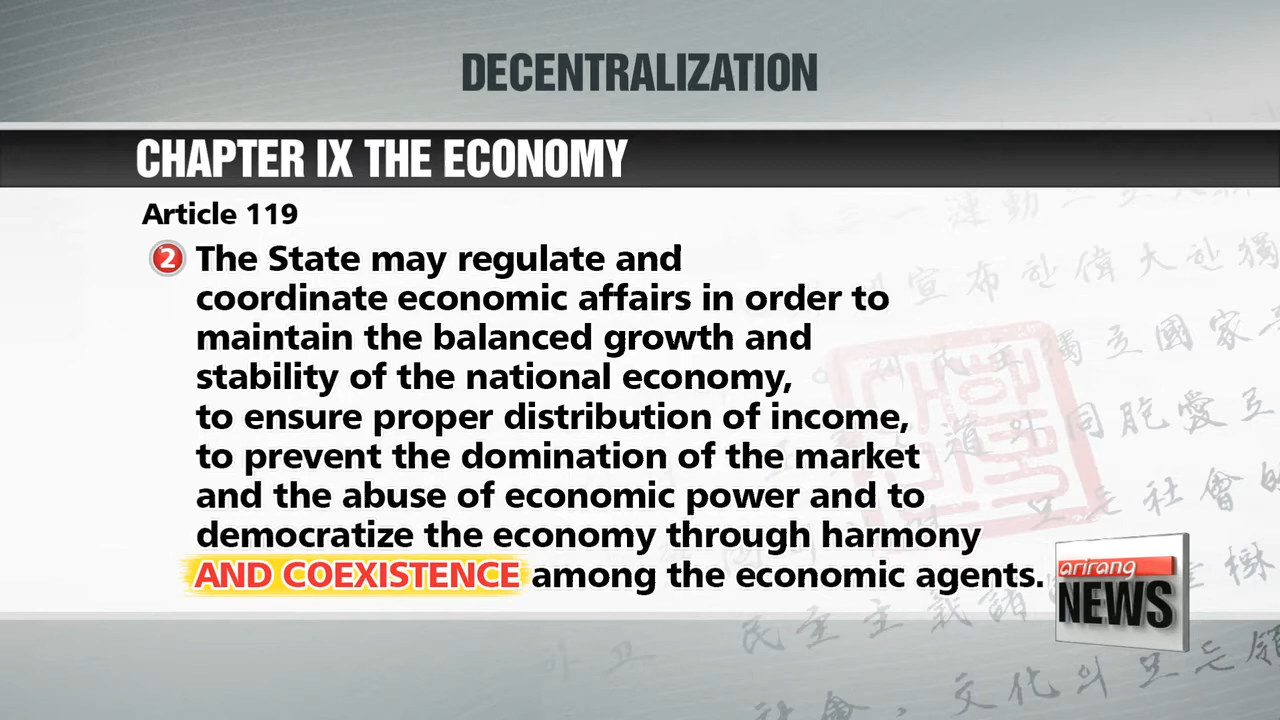 DECENTRALIZATION
CHAPTER IX THE ECONOMY
Article 119
2 The State may regulate and
coordinate economic affairs in order to
maintain the balanced growth and
stability of the national economy,
to ensure proper distribution of income,
to prevent the domination of the market
and the abuse of economic power and to
democratize the economy through harmony
AND COEXISTENCE among the economic agents.
arirang
NEWS